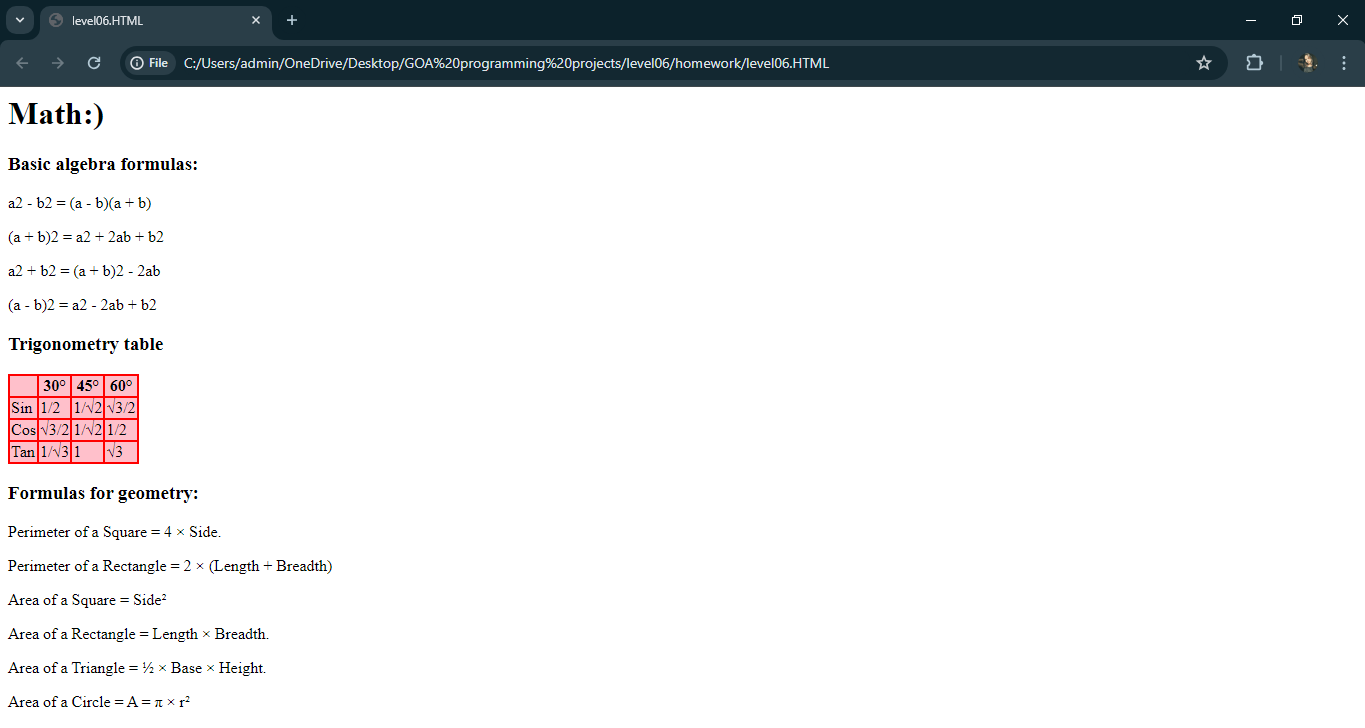 level06.HTML
File C:/Users/admin/OneDrive/Desktop/GOA%20programming%20projects/level06/homework/level06.HTML
Math:)
Basic algebra formulas:
a2 - b2 = (a - b)(a + b)
(a + b)2 = a2 + 2ab + b2
a2 + b2 = (a + b)2 - 2ab
(a - b)2 = a2 - 2ab + b2
Trigonometry table
30° 45° 60°
Sin 1/2 1/√2 √3/2
Cos √3/2 1/√2 1/2
Tan 1/√3 1 √3
Formulas for geometry:
Perimeter of a Square = 4 × Side.
Perimeter of a Rectangle = 2 × (Length + Breadth)
Area of a Square = Side²
Area of a Rectangle = Length × Breadth.
Area of a Triangle = ½ × Base × Height.
Area of a Circle = A = π × r²